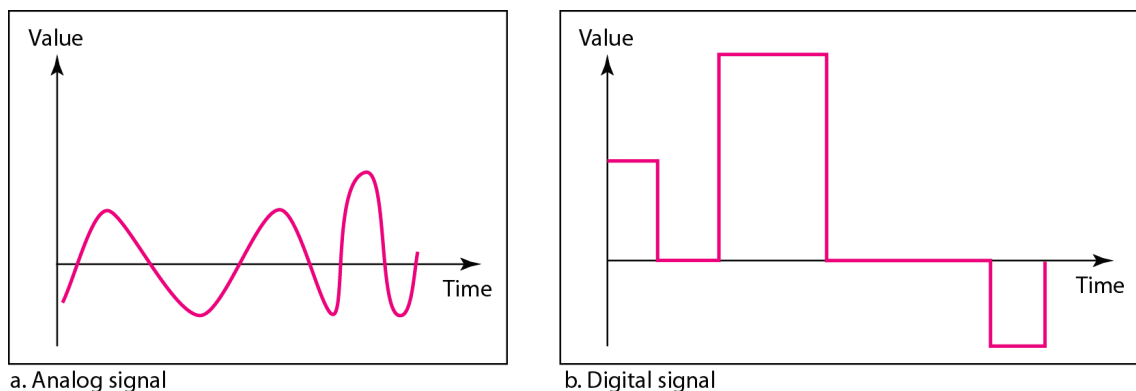 Value
Time
a. Analog signal
Value
Time
b. Digital signal